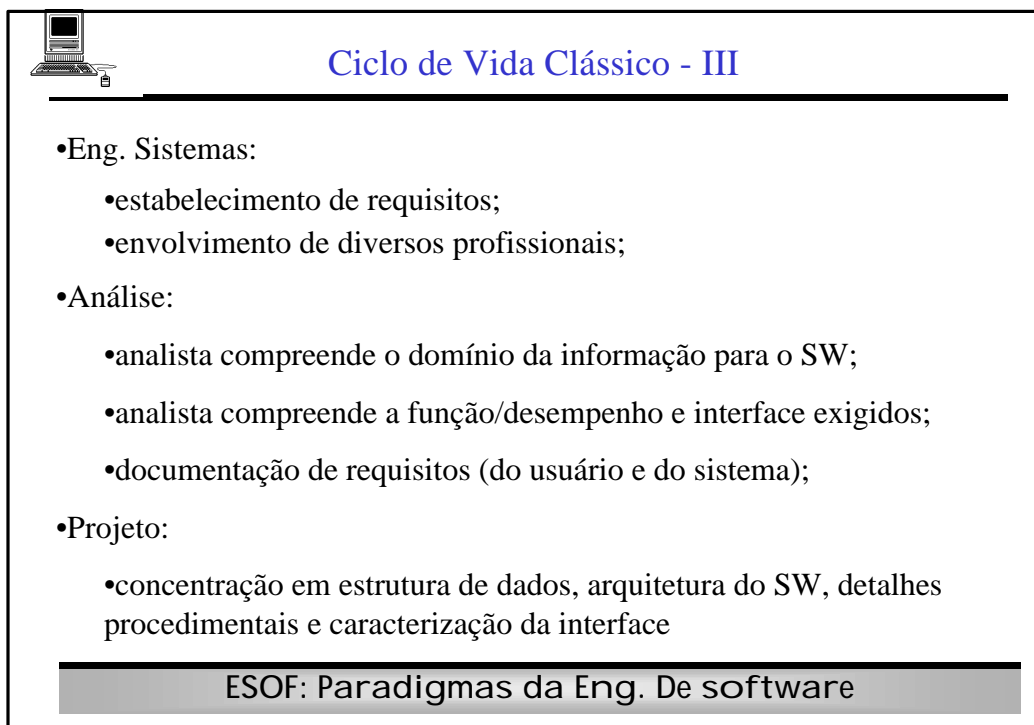 Ciclo de Vida Clássico - III
•Eng. Sistemas:
•estabelecimento de requisitos;
•envolvimento de diversos profissionais;
•Análise:
•analista compreende o domínio da informação para o SW;
•analista compreende a função/desempenho e interface exigidos;
•documentação de requisitos (do usuário e do sistema);
•Projeto:
•concentração em estrutura de dados, arquitetura do SW, detalhes
procedimentais e caracterização da interface
ESOF: Paradigmas da Eng. De software